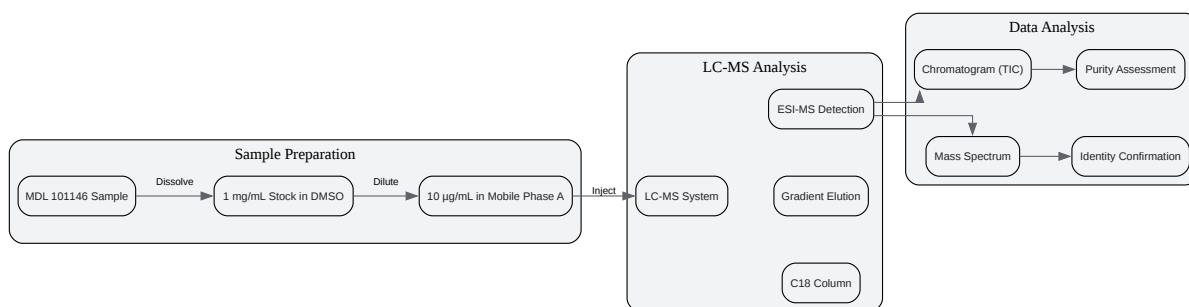 Sample Preparation
MDL 101146 Sample
Dissolve
1 mg/mL Stock in DMSO
Dilute
10 µg/mL in Mobile Phase A
Inject
LC-MS Analysis
LC-MS System
ESI-MS Detection
Gradient Elution
C18 Column
Data Analysis
Chromatogram (TIC)
Purity Assessment
Mass Spectrum
Identity Confirmation